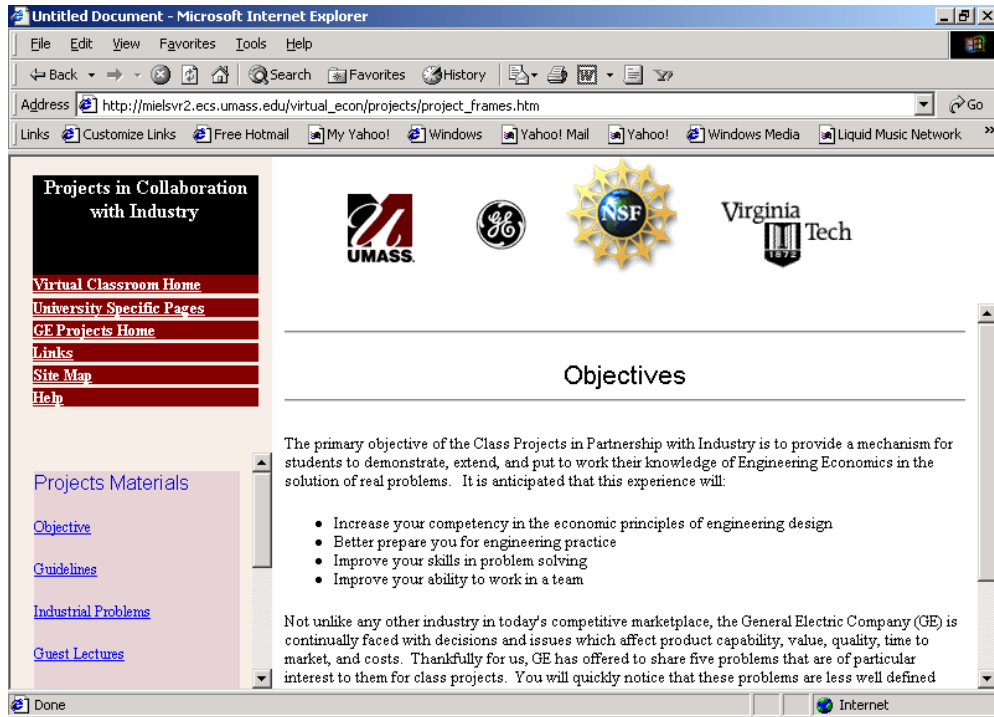 Untitled Document - Microsoft Internet Explorer
File Edit View Favorites Tools Help
Back Search Favorites History
Address http://mielsvr2.ecs.umass.edu/virtual_econ/projects/project_frames.htm Go
Links Customize Links Free Hotmail My Yahoo! Windows Yahoo! Mail Yahoo! Windows Media Liquid Music Network »
Projects in Collaboration
with Industry
Virtual Classroom Home
University Specific Pages
GE Projects Home
Links
Site Map
Help
Projects Materials
Objective
Guidelines
Industrial Problems
Guest Lectures
UMASS.
GE
NSF
Virginia
Tech
1872
Objectives
The primary objective of the Class Projects in Partnership with Industry is to provide a mechanism for
students to demonstrate, extend, and put to work their knowledge of Engineering Economics in the
solution of real problems. It is anticipated that this experience will:
• Increase your competency in the economic principles of engineering design
• Better prepare you for engineering practice
• Improve your skills in problem solving
• Improve your ability to work in a team
Not unlike any other industry in today's competitive marketplace, the General Electric Company (GE) is
continually faced with decisions and issues which affect product capability, value, quality, time to
market, and costs. Thankfully for us, GE has offered to share five problems that are of particular
interest to them for class projects. You will quickly notice that these problems are less well defined
Done Internet